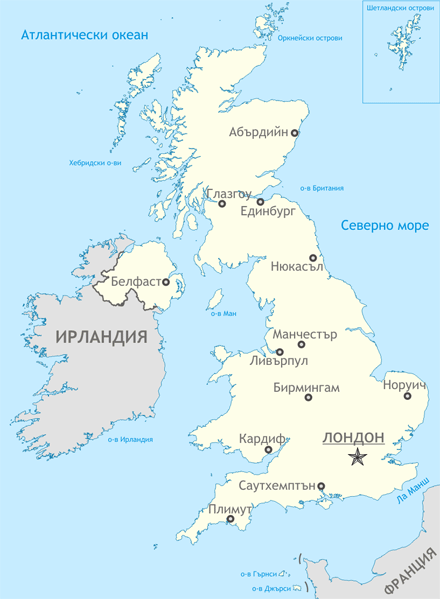 Шетландски острови
Атлантически океан
Оркнейски острови
Абърдийн
Хебридски о-ви
о-в Британия
Глазгоу
Единбург
Северно море
Нюкасъл
Белфаст
о-в Ман
ИРЛАНДИЯ
Манчестър
Ливърпул
Бирмингам
Норуич
о-в Ирландия
Кардиф
ЛОНДОН
Саутхемптън
Ла Манш
Плимут
о-в Гърнси
о-в Джърси
ФРАНЦИЯ